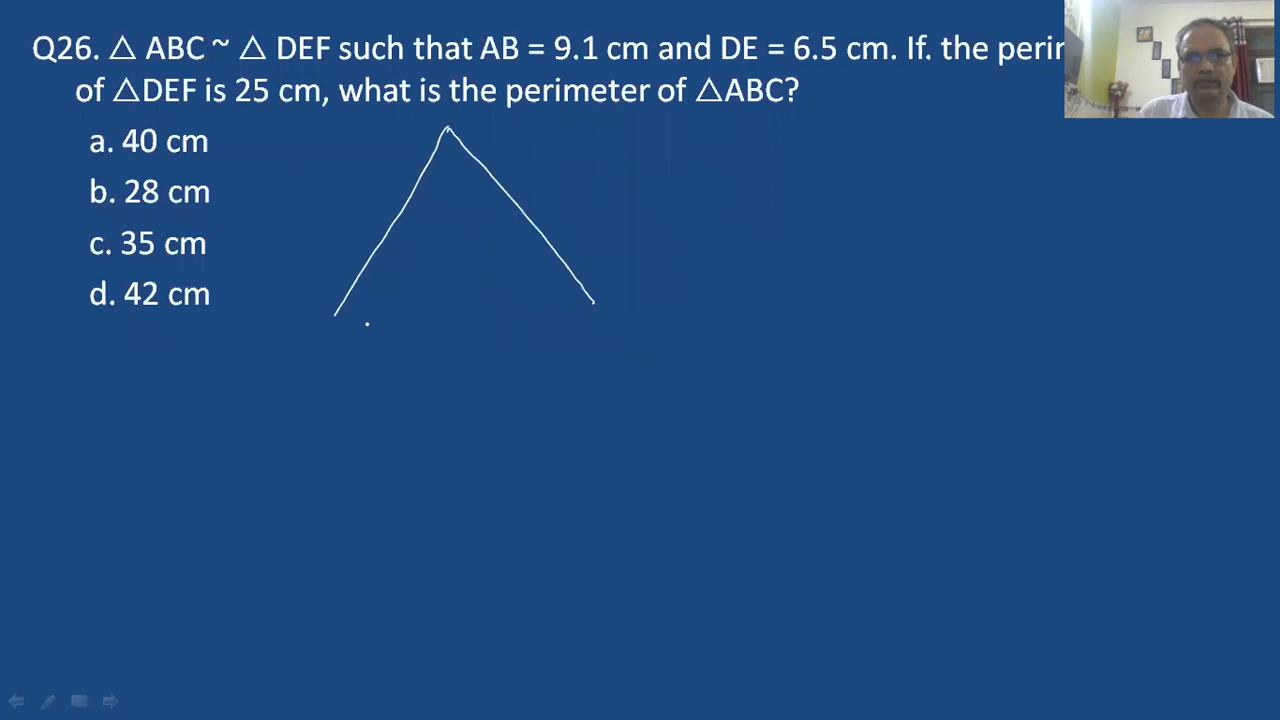 Q26. △ ABC ~ △ DEF such that AB = 9.1 cm and DE = 6.5 cm. If. the
of △DEF is 25 cm, what is the perimeter of △ABC?
a. 40 cm
b. 28 cm
c. 35 cm
d. 42 cm